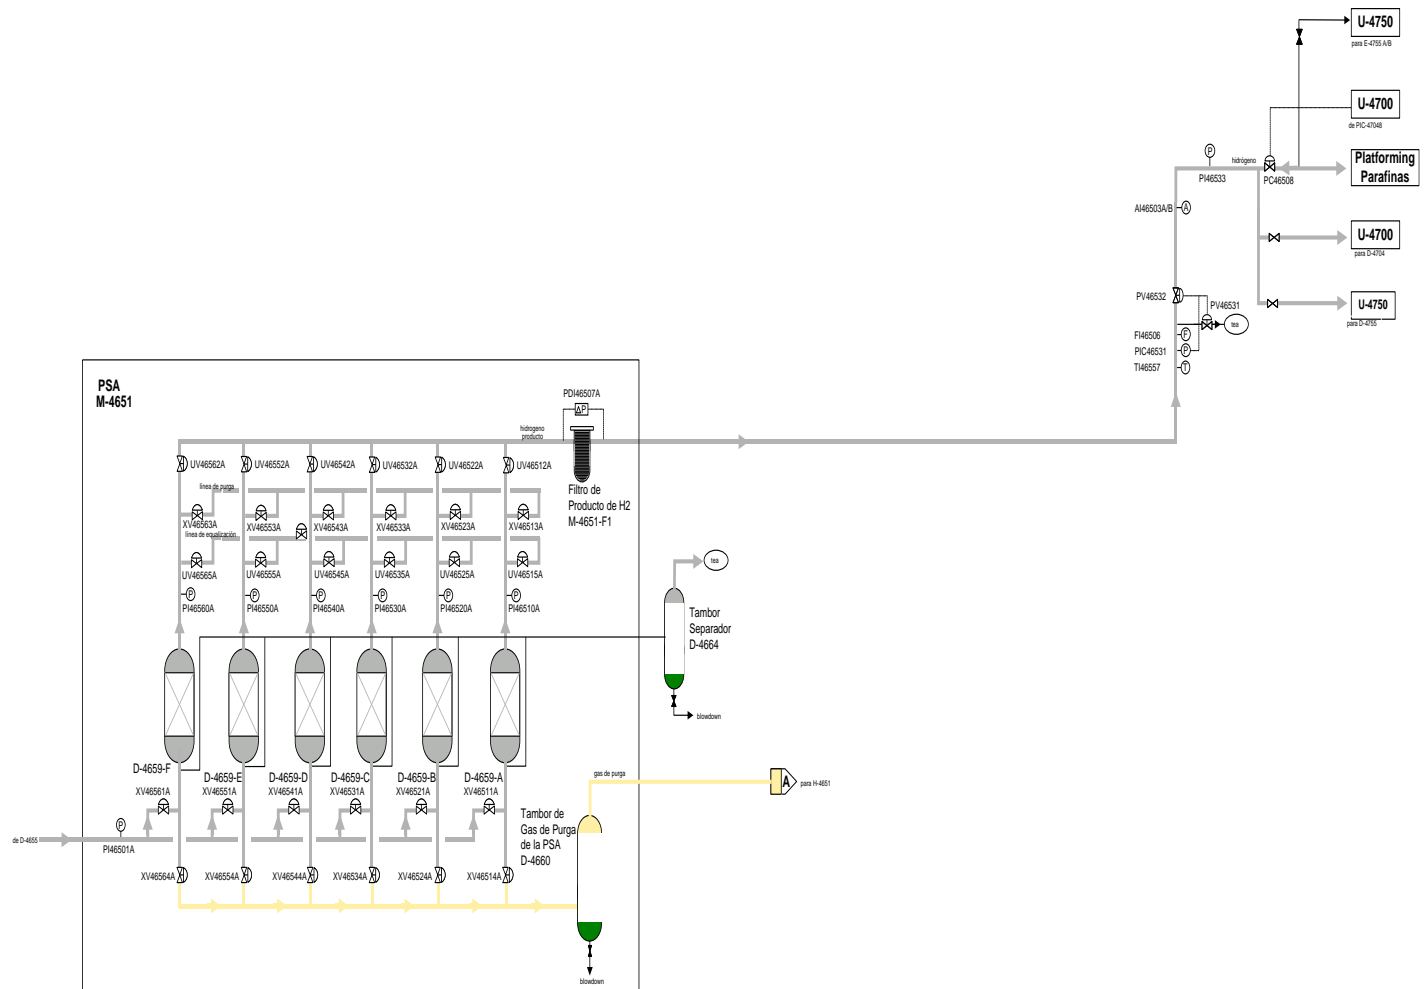 U-4750
para E-4755 A/B
U-4700
de PIC-47048
P
PI46533
hidrógeno
PC46508
Platforming
Parafinas
AI46503A/B
A
U-4700
para D-4704
PV46532
PV46531
tea
U-4750
para D-4755
FI46506
F
PIC46531
P
TI46557
T
PSA
M-4651
PDI46507A
ΔP
hidrogeno
producto
UV46562A
UV46552A
UV46542A
UV46532A
UV46522A
UV46512A
Filtro de
Producto de H2
M-4651-F1
línea de purga
XV46563A
XV46553A
XV46543A
XV46533A
XV46523A
XV46513A
línea de equalización
UV46565A
UV46555A
UV46545A
UV46535A
UV46525A
UV46515A
P
P
P
P
P
P
PI46560A
PI46550A
PI46540A
PI46530A
PI46520A
PI46510A
tea
Tambor
Separador
D-4664
blowdown
D-4659-F
D-4659-E
D-4659-D
D-4659-C
D-4659-B
D-4659-A
XV46561A
XV46551A
XV46541A
XV46531A
XV46521A
XV46511A
gas de purga
A
para H-4651
Tambor de
Gas de Purga
de la PSA
D-4660
P
de D-4655
PI46501A
XV46564A
XV46554A
XV46544A
XV46534A
XV46524A
XV46514A
blowdown